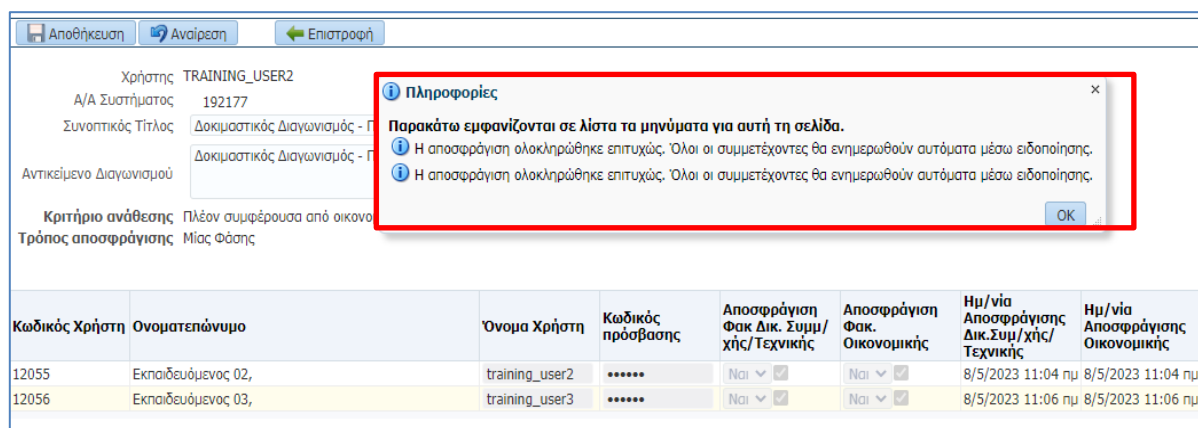 Αποθήκευση Αναίρεση Επιστροφή
Χρήστης TRAINING_USER2
Πληροφορίες
Α/Α Συστήματος 192177
Συνοπτικός Τίτλος Δοκιμαστικός Διαγωνισμός - Π
Παρακάτω εμφανίζονται σε λίστα τα μηνύματα για αυτή τη σελίδα.
Η αποσφράγιση ολοκληρώθηκε επιτυχώς. Όλοι οι συμμετέχοντες θα ενημερωθούν αυτόματα μέσω ειδοποίησης.
Αντικείμενο Διαγωνισμού Δοκιμαστικός Διαγωνισμός - Π
Η αποσφράγιση ολοκληρώθηκε επιτυχώς. Όλοι οι συμμετέχοντες θα ενημερωθούν αυτόματα μέσω ειδοποίησης.
OK
Κριτήριο ανάθεσης Πλέον συμφέρουσα από οικονο
Τρόπος αποσφράγισης Μίας Φάσης
Κωδικός Χρήστη Ονοματεπώνυμο Όνομα Χρήστη Κωδικός πρόσβασης Αποσφράγιση Φακ Δικ. Συμμ/χής/Τεχνικής Αποσφράγιση Φακ. Οικονομικής Ημ/νία Αποσφράγισης Δικ.Συμ/χής/Τεχνικής Ημ/νία Αποσφράγισης Οικονομικής
12055 Εκπαιδευόμενος 02, training_user2 •••••• Ναι Ναι 8/5/2023 11:04 πμ 8/5/2023 11:04 πμ
12056 Εκπαιδευόμενος 03, training_user3 •••••• Ναι Ναι 8/5/2023 11:06 πμ 8/5/2023 11:06 πμ